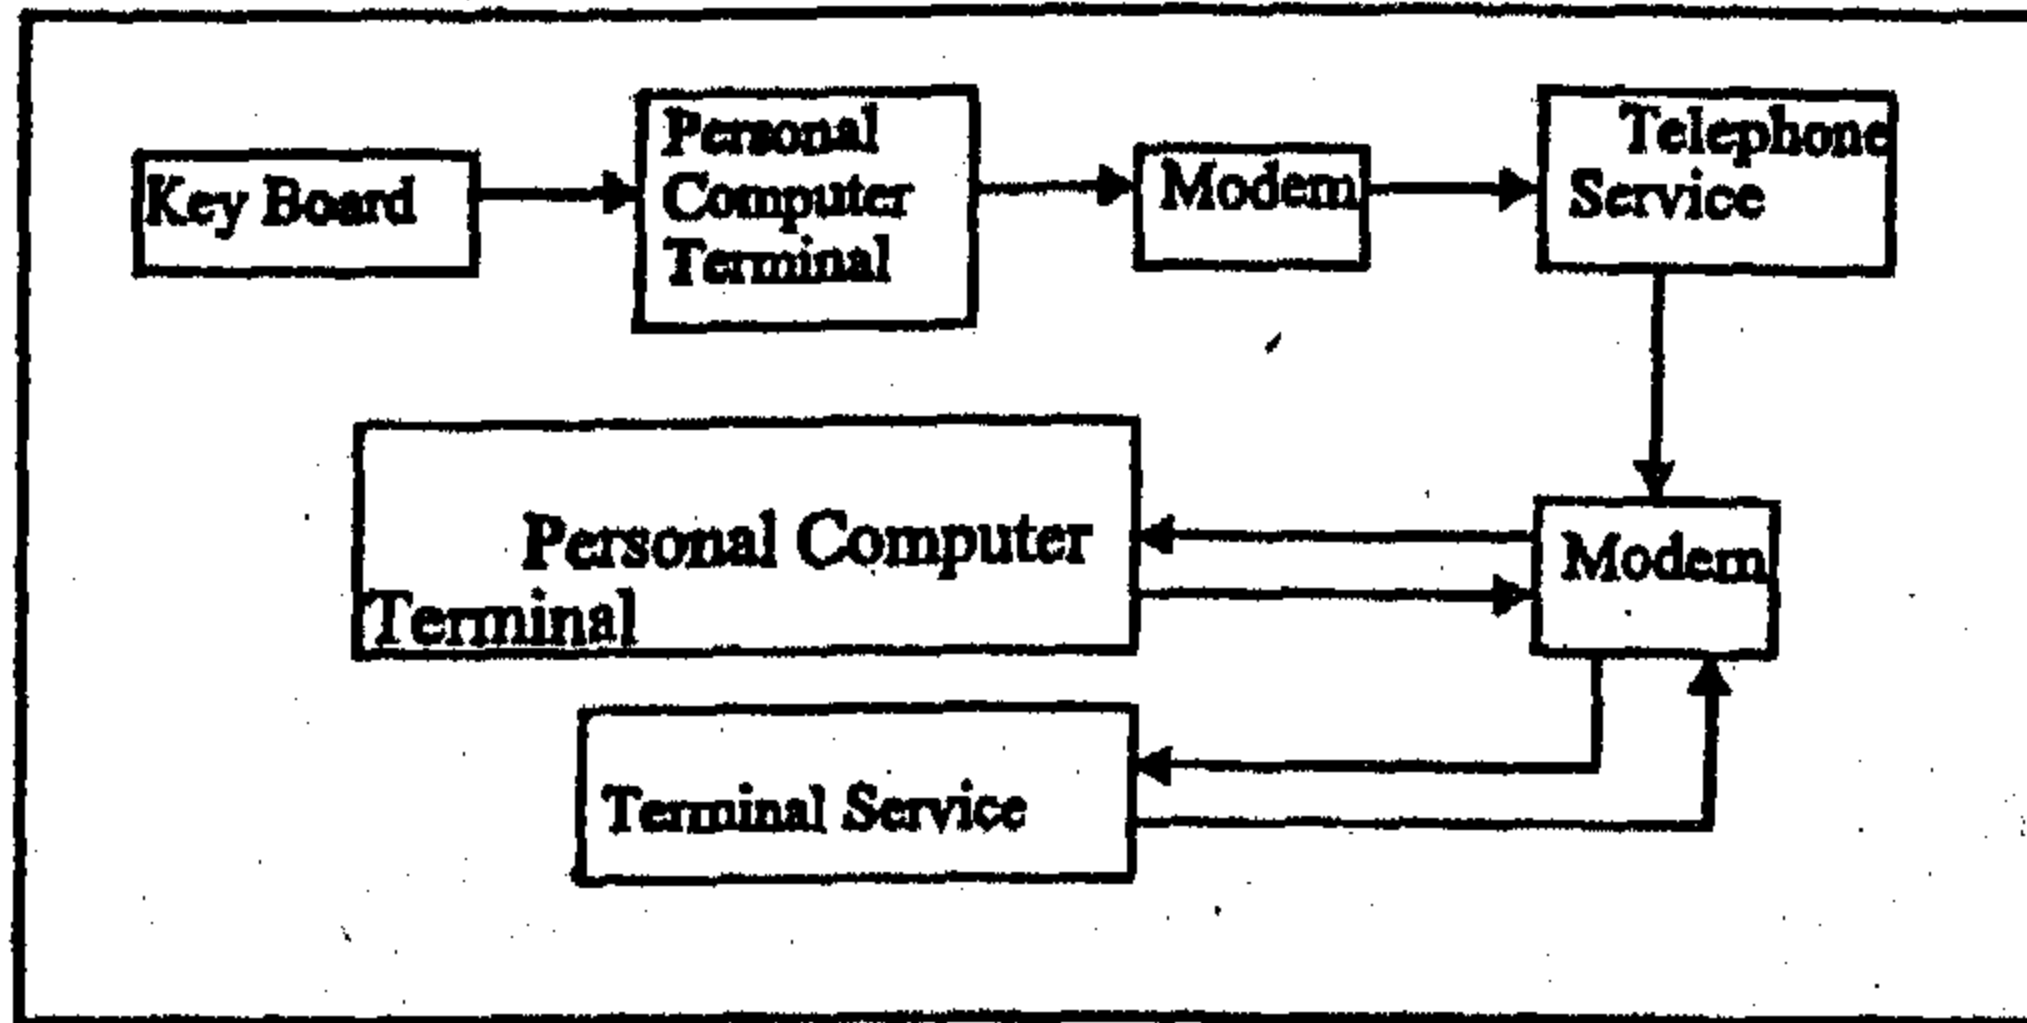 Key Board
Personal
Computer
Terminal
Modem
Telephone
Service
Personal Computer
Terminal
Modem
Terminal Service